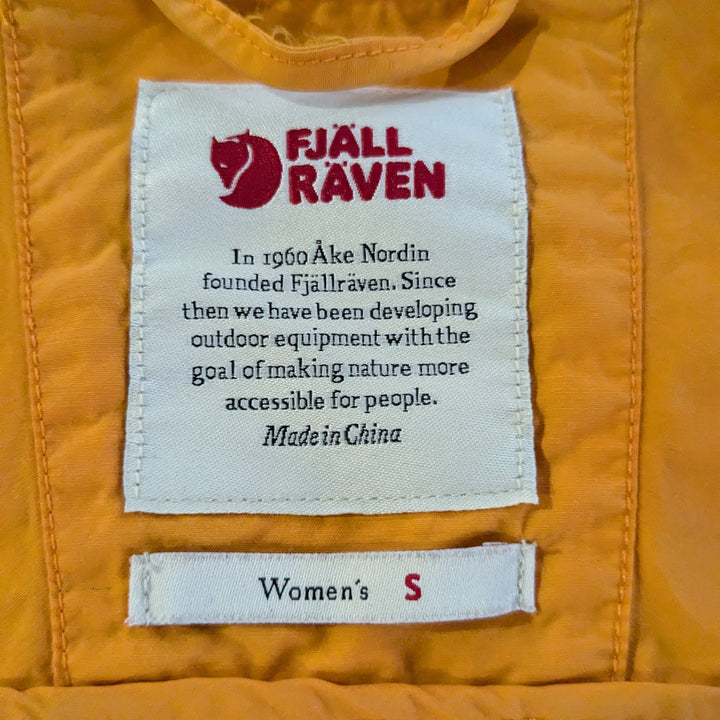 FJÄLL
RÄVEN
In 1960 Åke Nordin
founded Fjällräven. Since
then we have been developing
outdoor equipment with the
goal of making nature more
accessible for people.
Made in China
Women's S